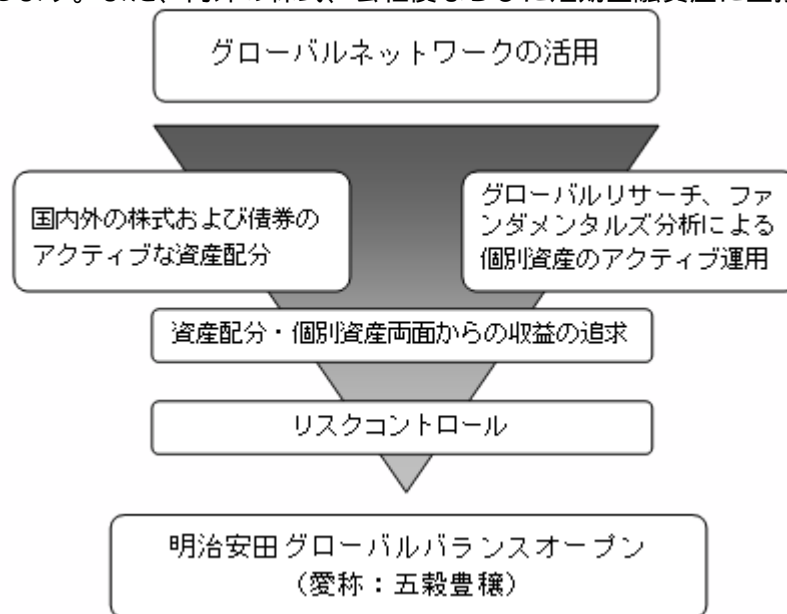 グローバルネットワークの活用
国内外の株式および債券の
アクティブな資産配分
グローバルリサーチ、ファ
ンダメンタルズ分析による
個別資産のアクティブ運用
資産配分・個別資産両面からの収益の追求
リスクコントロール
明治安田グローバルバランスオープン
（愛称：五穀豊穣）